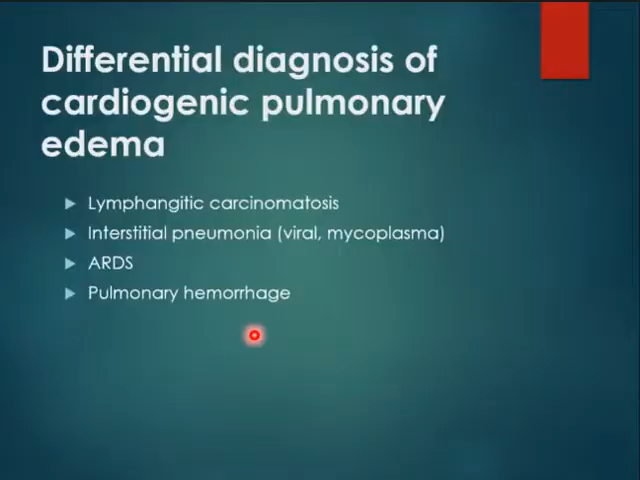 Differential diagnosis of
cardiogenic pulmonary
edema
Lymphangitic carcinomatosis
Interstitial pneumonia (viral, mycoplasma)
ARDS
Pulmonary hemorrhage